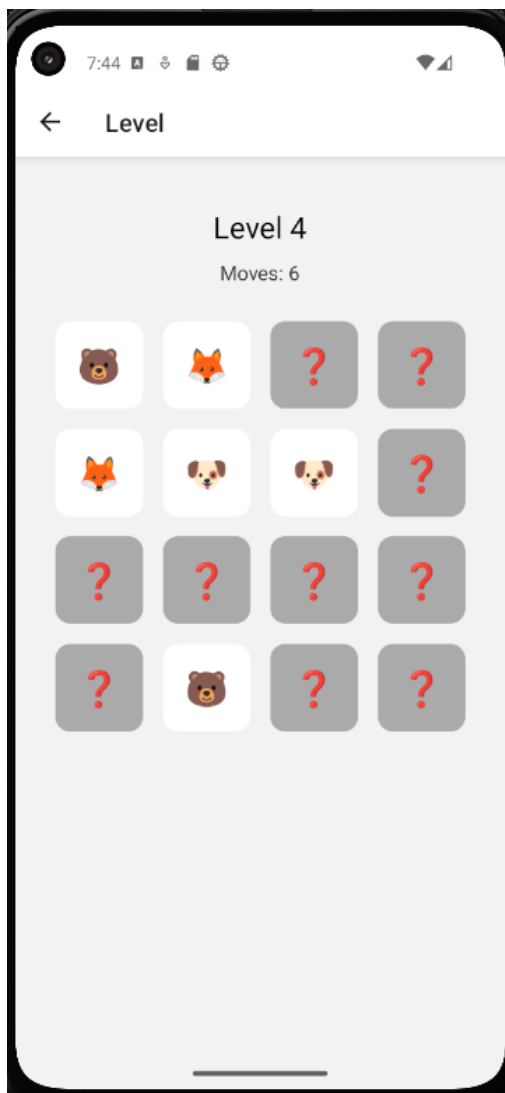 7:44
Level
Level 4
Moves: 6
❓ ❓
❓
❓ ❓ ❓ ❓
❓ ❓ ❓